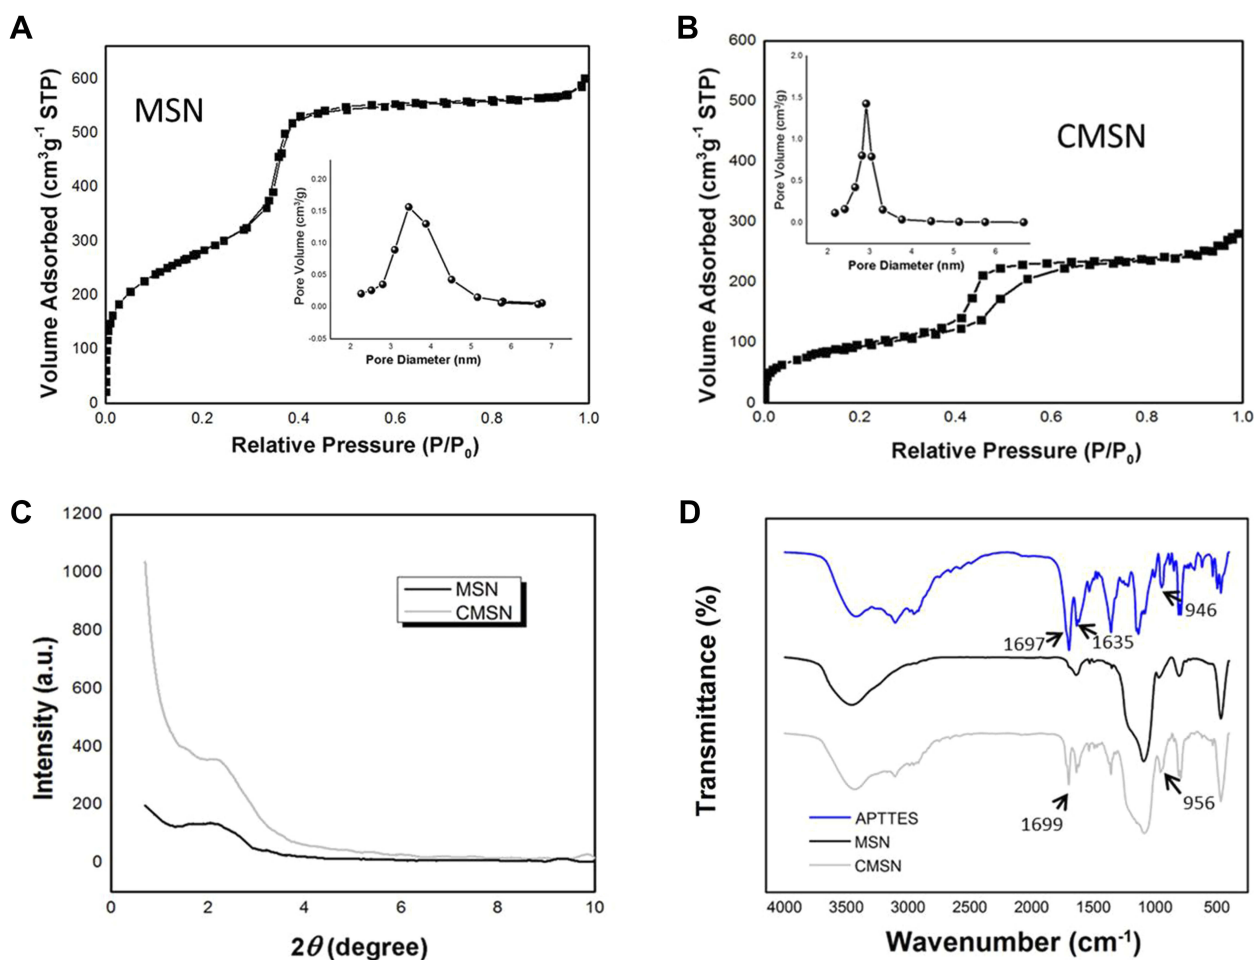 A
MSN
Volume Adsorbed (cm³g⁻¹ STP)
600
500
400
300
200
100
0
0.0 0.2 0.4 0.6 0.8 1.0
Relative Pressure (P/P₀)
Pore Volume (cm³/g)
0.20
0.15
0.10
0.05
0.00
-0.05
2 3 4 5 6 7
Pore Diameter (nm)
B
CMSN
Volume Adsorbed (cm³g⁻¹ STP)
600
500
400
300
200
100
0
0.0 0.2 0.4 0.6 0.8 1.0
Relative Pressure (P/P₀)
Pore Volume (cm³/g)
2.0
1.5
1.0
0.5
0.0
2 3 4 5 6
Pore Diameter (nm)
C
Intensity (a.u.)
1200
1000
800
600
400
200
0
MSN
CMSN
0 2 4 6 8 10
2θ (degree)
D
Transmittance (%)
1697
1635
946
1699
956
APTTES
MSN
CMSN
4000 3500 3000 2500 2000 1500 1000 500
Wavenumber (cm⁻¹)